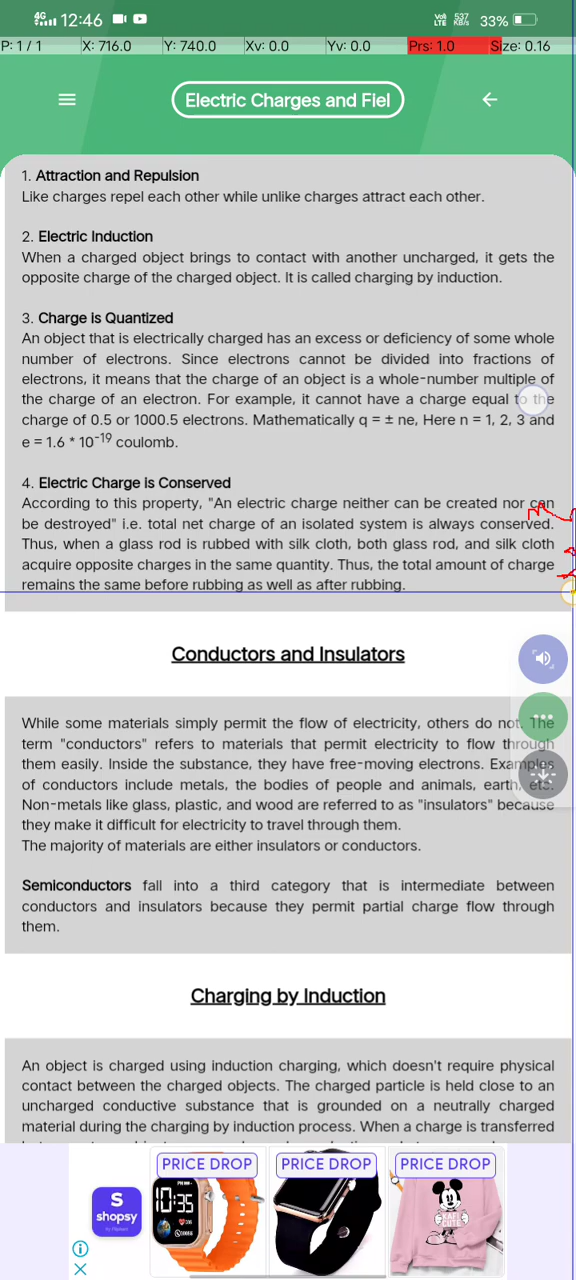 4G 12:46 Vo5 LTE 537 KB/s 33%
P: 1 / 1 X: 716.0 Y: 740.0 Xv: 0.0 Yv: 0.0 Prs: 1.0 Size: 0.16
Electric Charges and Fiel
1. Attraction and Repulsion
Like charges repel each other while unlike charges attract each other.
2. Electric Induction
When a charged object brings to contact with another uncharged, it gets the
opposite charge of the charged object. It is called charging by induction.
3. Charge is Quantized
An object that is electrically charged has an excess or deficiency of some whole
number of electrons. Since electrons cannot be divided into fractions of
electrons, it means that the charge of an object is a whole-number multiple of
the charge of an electron. For example, it cannot have a charge equal to the
charge of 0.5 or 1000.5 electrons. Mathematically q = ± ne, Here n = 1, 2, 3 and
e = 1.6 * 10-19 coulomb.
4. Electric Charge is Conserved
According to this property, "An electric charge neither can be created nor can
be destroyed" i.e. total net charge of an isolated system is always conserved.
Thus, when a glass rod is rubbed with silk cloth, both glass rod, and silk cloth
acquire opposite charges in the same quantity. Thus, the total amount of charge
remains the same before rubbing as well as after rubbing.
Conductors and Insulators
While some materials simply permit the flow of electricity, others do not. The
term "conductors" refers to materials that permit electricity to flow through
them easily. Inside the substance, they have free-moving electrons. Examples
of conductors include metals, the bodies of people and animals, earth, etc.
Non-metals like glass, plastic, and wood are referred to as "insulators" because
they make it difficult for electricity to travel through them.
The majority of materials are either insulators or conductors.
Semiconductors fall into a third category that is intermediate between
conductors and insulators because they permit partial charge flow through
them.
Charging by Induction
An object is charged using induction charging, which doesn't require physical
contact between the charged objects. The charged particle is held close to an
uncharged conductive substance that is grounded on a neutrally charged
material during the charging by induction process. When a charge is transferred
PRICE DROP PRICE DROP PRICE DROP
S
shopsy
10:35